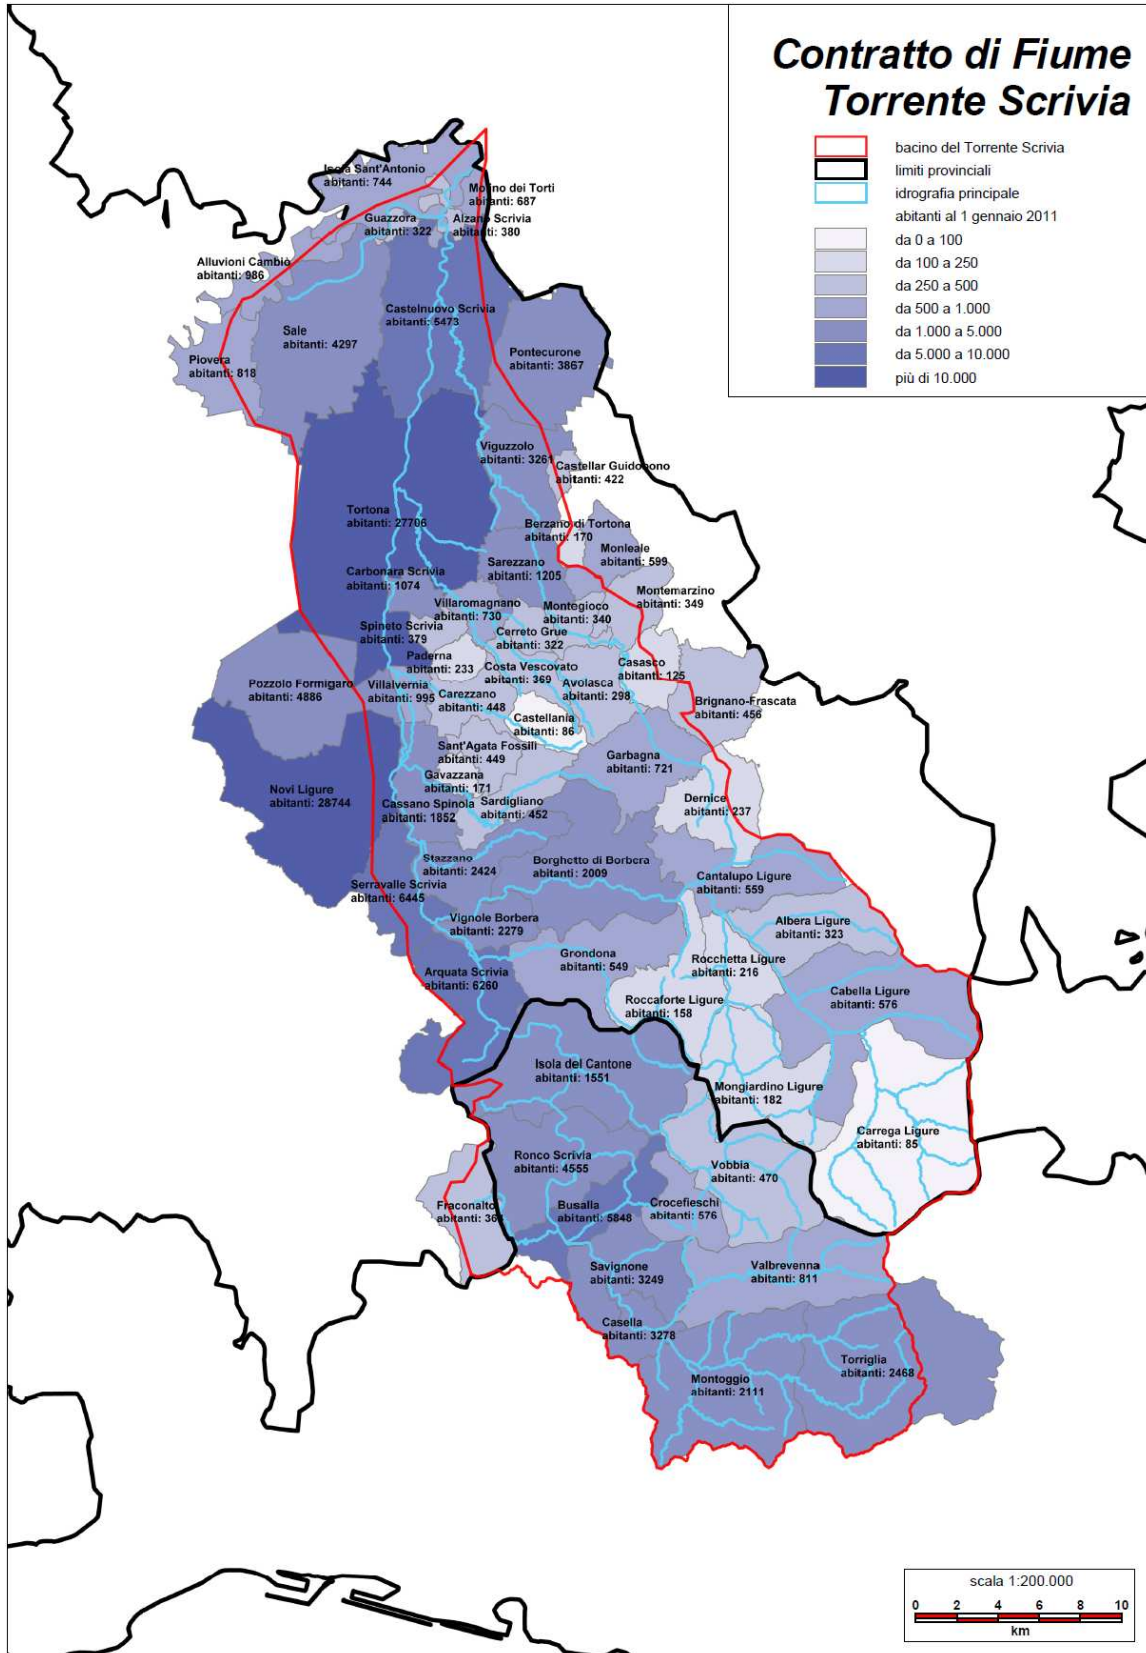 Contratto di Fiume
Torrente Scrivia
bacino del Torrente Scrivia
limiti provinciali
idrografia principale
abitanti al 1 gennaio 2011
da 0 a 100
da 100 a 250
da 250 a 500
da 500 a 1.000
da 1.000 a 5.000
da 5.000 a 10.000
più di 10.000
Isola Sant'Antonio
abitanti: 744
Molino dei Torti
abitanti: 687
Guazzora
abitanti: 322
Alzano Scrivia
abitanti: 380
Alluvioni Cambiò
abitanti: 986
Castelnuovo Scrivia
abitanti: 5473
Sale
abitanti: 4297
Pontecurone
abitanti: 3867
Piovera
abitanti: 818
Viguzzolo
abitanti: 3261
Castellar Guidobono
abitanti: 422
Tortona
abitanti: 27706
Berzano di Tortona
abitanti: 170
Monleale
abitanti: 599
Sarezzano
abitanti: 1205
Carbonara Scrivia
abitanti: 1074
Montemarzino
abitanti: 349
Villaromagnano
abitanti: 730
Montegioco
abitanti: 340
Spineto Scrivia
abitanti: 379
Cerreto Grue
abitanti: 322
Paderna
abitanti: 233
Costa Vescovato
abitanti: 369
Casasco
abitanti: 125
Pozzolo Formigaro
abitanti: 4886
Villalvernia
abitanti: 995
Avolasca
abitanti: 298
Carezzano
abitanti: 448
Brignano-Frascata
abitanti: 456
Castellania
abitanti: 86
Sant'Agata Fossili
abitanti: 449
Garbagna
abitanti: 721
Gavazzana
abitanti: 171
Novi Ligure
abitanti: 28744
Dernice
abitanti: 237
Cassano Spinola
abitanti: 1852
Sardigliano
abitanti: 452
Stazzano
abitanti: 2424
Borghetto di Borbera
abitanti: 2009
Cantalupo Ligure
abitanti: 559
Serravalle Scrivia
abitanti: 6445
Vignole Borbera
abitanti: 2279
Albera Ligure
abitanti: 323
Grondona
abitanti: 549
Rocchetta Ligure
abitanti: 216
Arquata Scrivia
abitanti: 6260
Cabella Ligure
abitanti: 576
Roccaforte Ligure
abitanti: 158
Isola del Cantone
abitanti: 1551
Mongiardino Ligure
abitanti: 182
Carrega Ligure
abitanti: 85
Ronco Scrivia
abitanti: 4555
Vobbia
abitanti: 470
Fraconalto
abitanti: 36
Busalla
abitanti: 5848
Crocefieschi
abitanti: 576
Savignone
abitanti: 3249
Valbrevenna
abitanti: 811
Casella
abitanti: 3278
Torriglia
abitanti: 2468
Montoggio
abitanti: 2111
scala 1:200.000
0 2 4 6 8 10
km